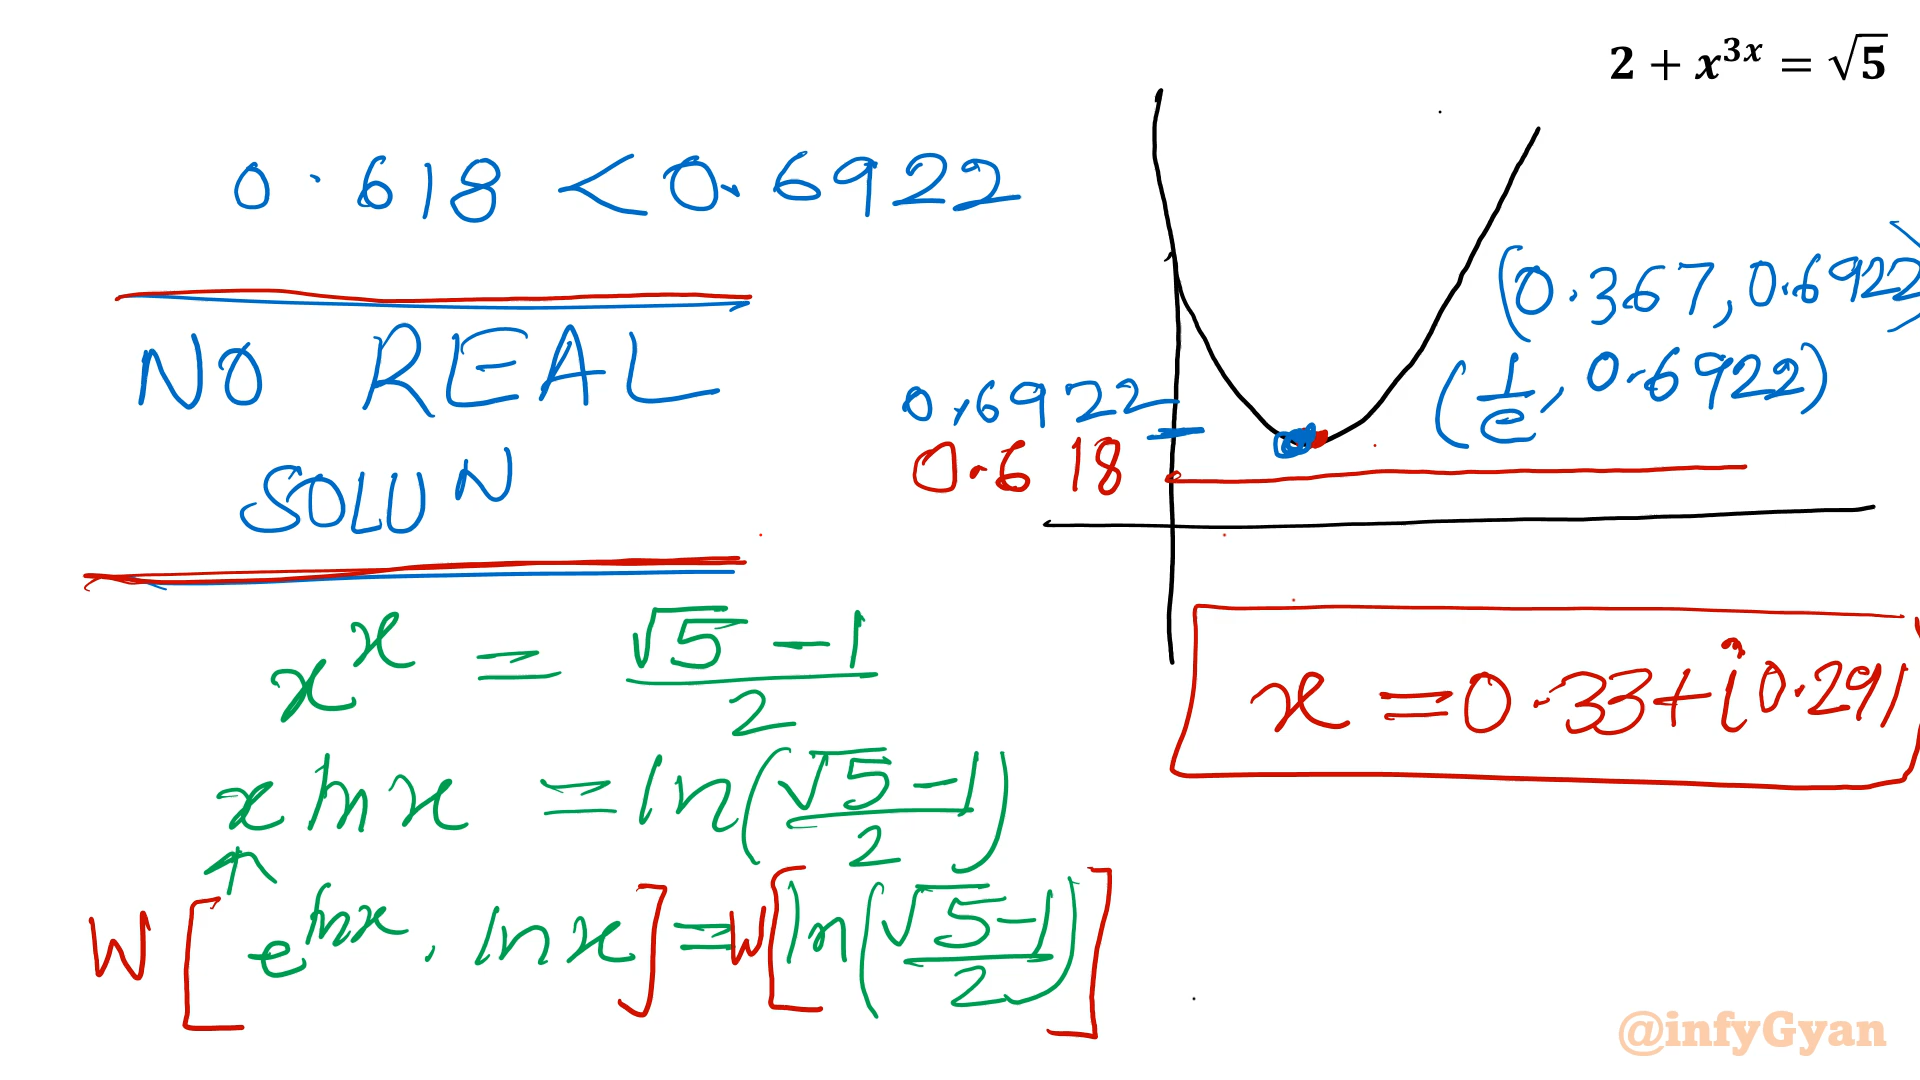 2 + x^{3x} = √5
0.618 < 0.6922
NO REAL
SOLUN
(0.367, 0.6922)
(1/e, 0.6922)
0.6922
0.618
x^x = (√5 - 1)/2
x = 0.33 + i 0.291
x ln x = ln((√5 - 1)/2)
W[e^{ln x} . ln x] = W[ln((√5 - 1)/2)]
@infyGyan